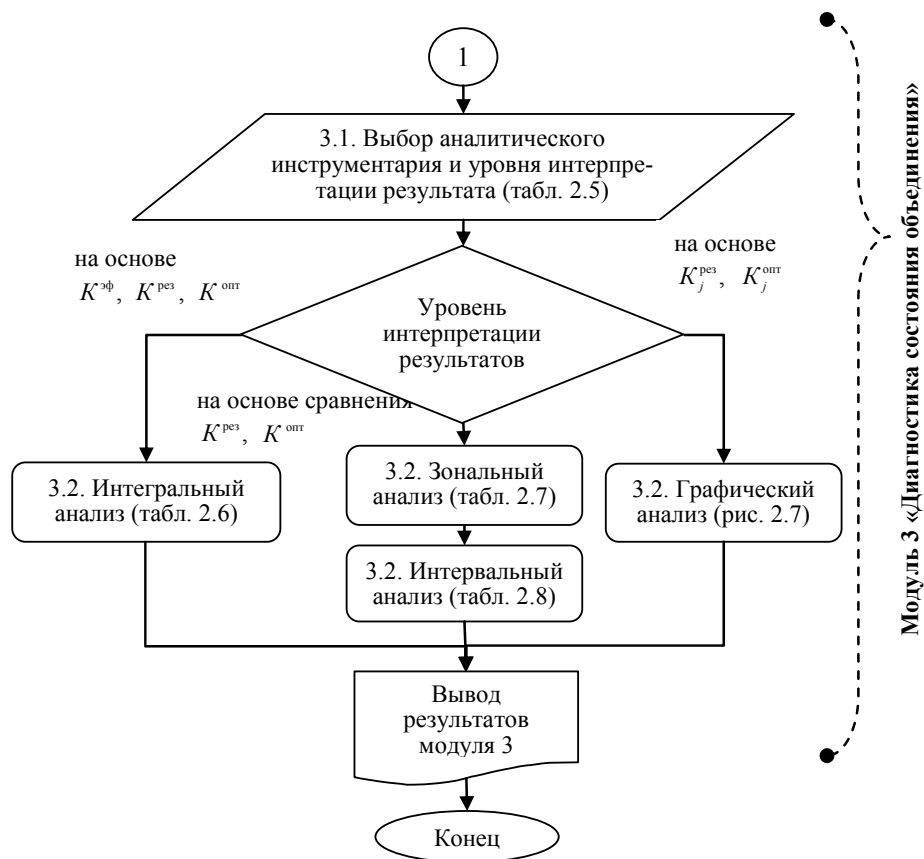 1
3.1. Выбор аналитического
инструментария и уровня интерпре-
тации результата (табл. 2.5)
на основе
K^эф, K^рез, K^опт
на основе
K_j^рез, K_j^опт
Уровень
интерпретации
результатов
на основе сравнения
K^рез, K^опт
3.2. Интегральный
анализ (табл. 2.6)
3.2. Зональный
анализ (табл. 2.7)
3.2. Графический
анализ (рис. 2.7)
3.2. Интервальный
анализ (табл. 2.8)
Вывод
результатов
модуля 3
Конец
Модуль 3 «Диагностика состояния объединения»